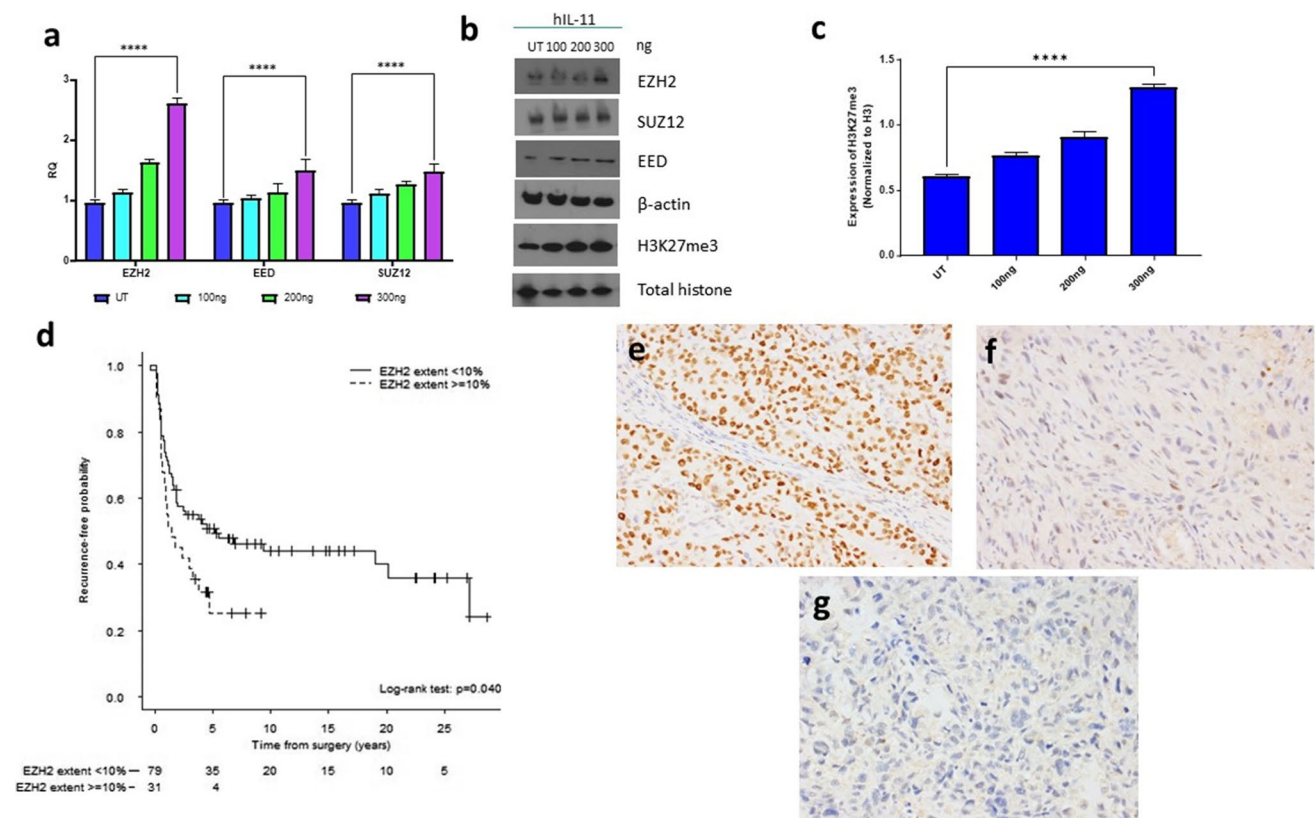 a
****
****
****
3
2
1
0
RQ
EZH2 EED SUZ12
UT 100ng 200ng 300ng
b
hIL-11
UT 100 200 300 ng
EZH2
SUZ12
EED
β-actin
H3K27me3
Total histone
c
****
1.5
1.0
0.5
0.0
Expression of H3K27me3
(Normalized to H3)
UT 100ng 200ng 300ng
d
EZH2 extent <10%
EZH2 extent >=10%
1.0
0.8
0.6
0.4
0.2
0.0
Recurrence-free probability
Log-rank test: p=0.040
0 5 10 15 20 25
Time from surgery (years)
EZH2 extent <10% 79 35 20 15 10 5
EZH2 extent >=10% 31 4
e
f
g